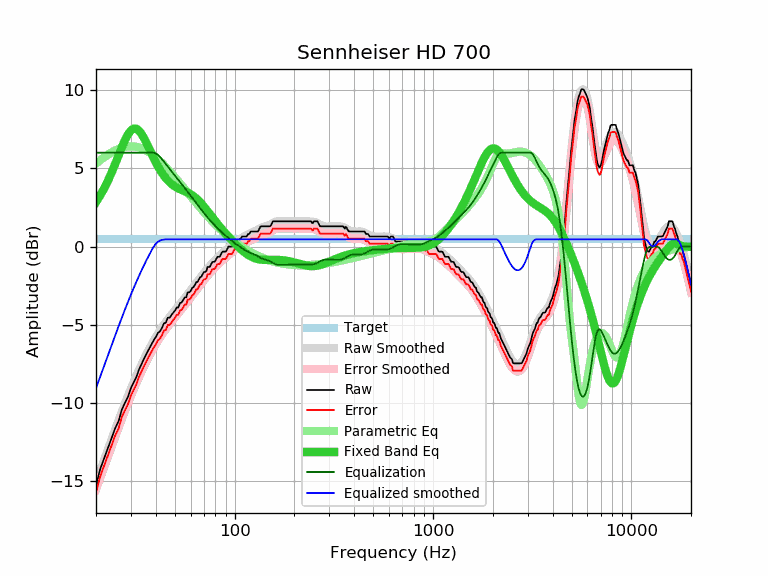 Sennheiser HD 700
10
5
0
−5
−10
−15
Amplitude (dBr)
Target
Raw Smoothed
Error Smoothed
Raw
Error
Parametric Eq
Fixed Band Eq
Equalization
Equalized smoothed
100 1000 10000
Frequency (Hz)